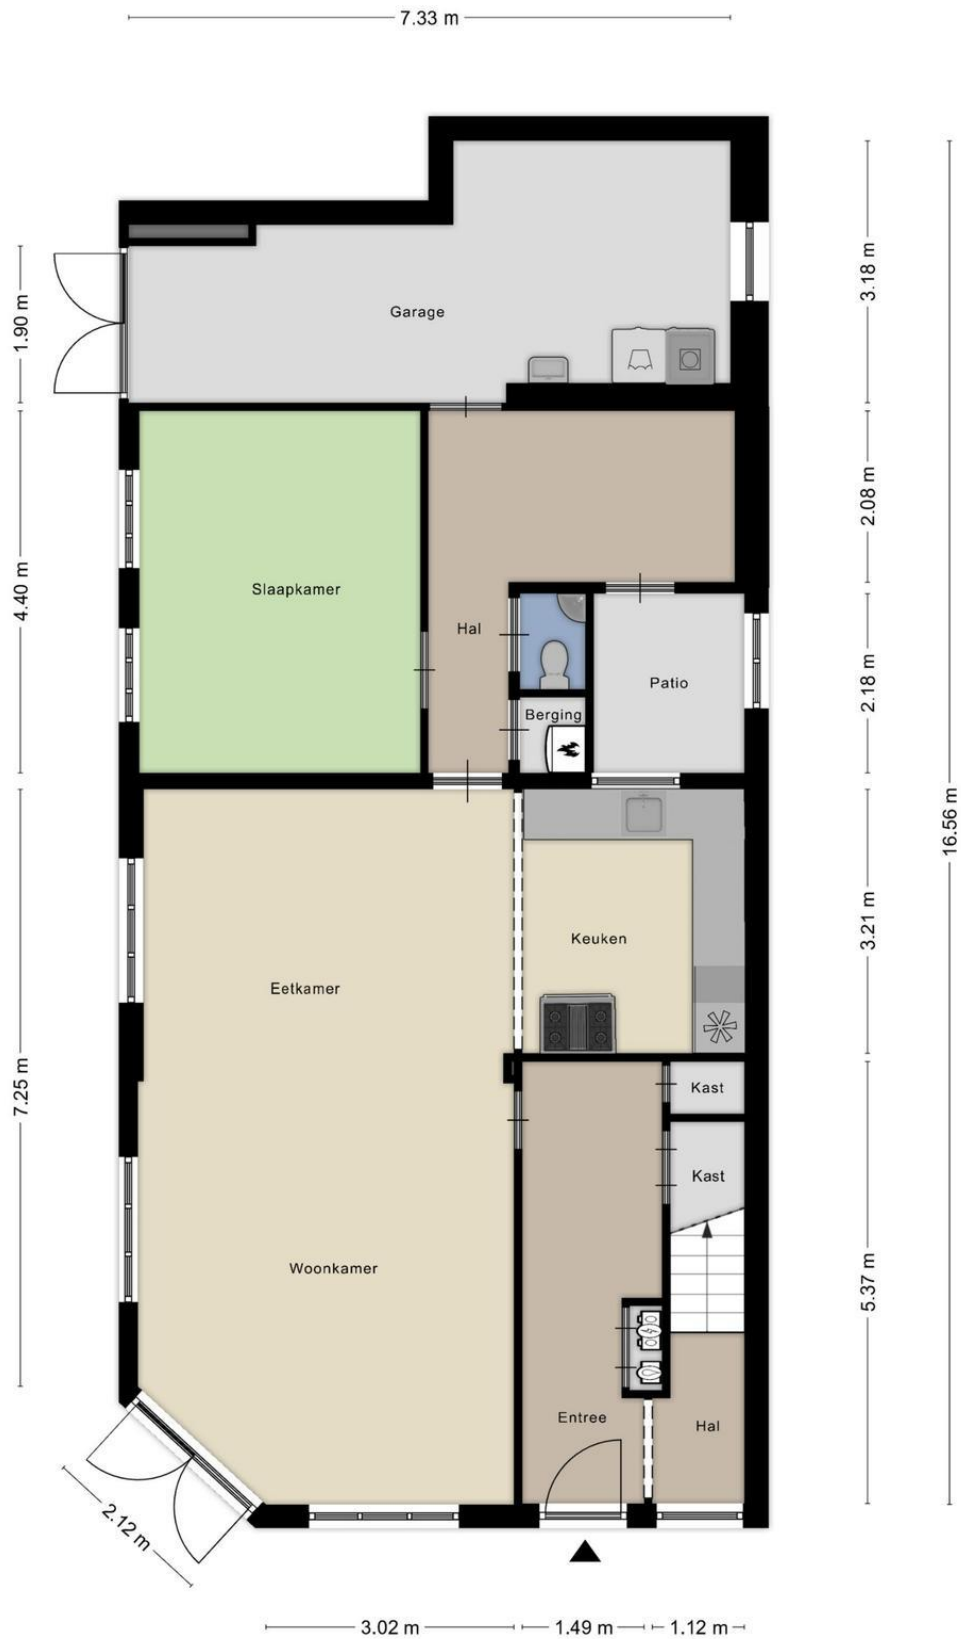 7.33 m
3.18 m
1.90 m
Garage
2.08 m
4.40 m
Slaapkamer
Hal
2.18 m
Patio
Berging
16.56 m
3.21 m
Keuken
Eetkamer
7.25 m
Kast
Kast
5.37 m
Woonkamer
Entree
Hal
2.12 m
3.02 m
1.49 m
1.12 m